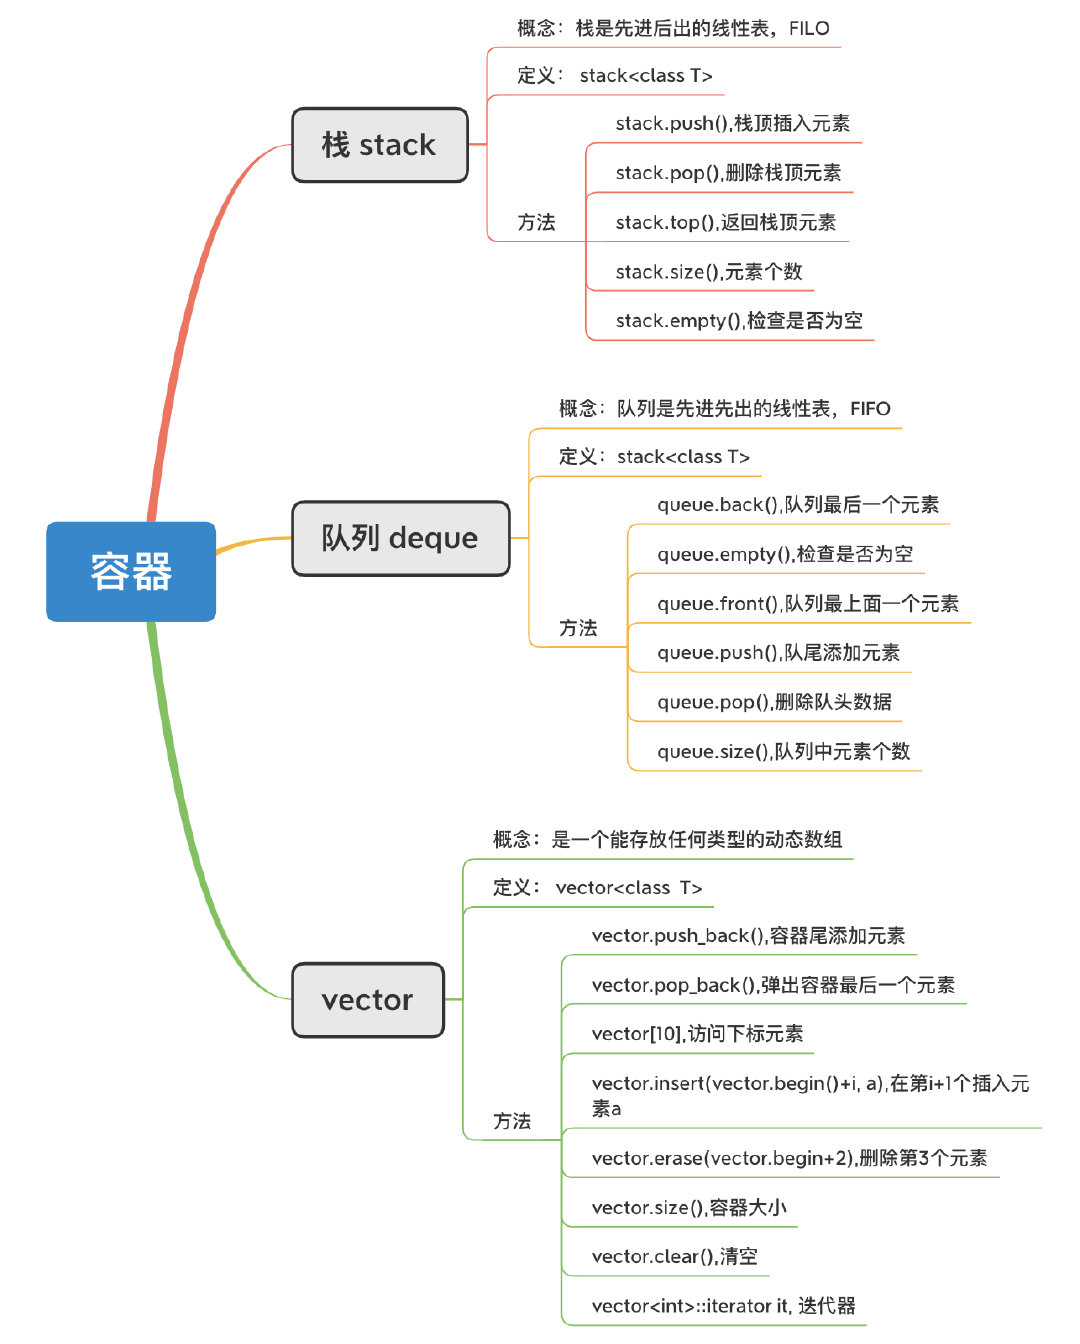 容器
栈 stack
概念：栈是先进后出的线性表，FILO
定义： stack<class T>
方法
stack.push(),栈顶插入元素
stack.pop(),删除栈顶元素
stack.top(),返回栈顶元素
stack.size(),元素个数
stack.empty(),检查是否为空
队列 deque
概念：队列是先进先出的线性表，FIFO
定义：stack<class T>
方法
queue.back(),队列最后一个元素
queue.empty(),检查是否为空
queue.front(),队列最上面一个元素
queue.push(),队尾添加元素
queue.pop(),删除队头数据
queue.size(),队列中元素个数
vector
概念：是一个能存放任何类型的动态数组
定义： vector<class  T>
方法
vector.push_back(),容器尾添加元素
vector.pop_back(),弹出容器最后一个元素
vector[10],访问下标元素
vector.insert(vector.begin()+i, a),在第i+1个插入元
素a
vector.erase(vector.begin+2),删除第3个元素
vector.size(),容器大小
vector.clear(),清空
vector<int>::iterator it, 迭代器